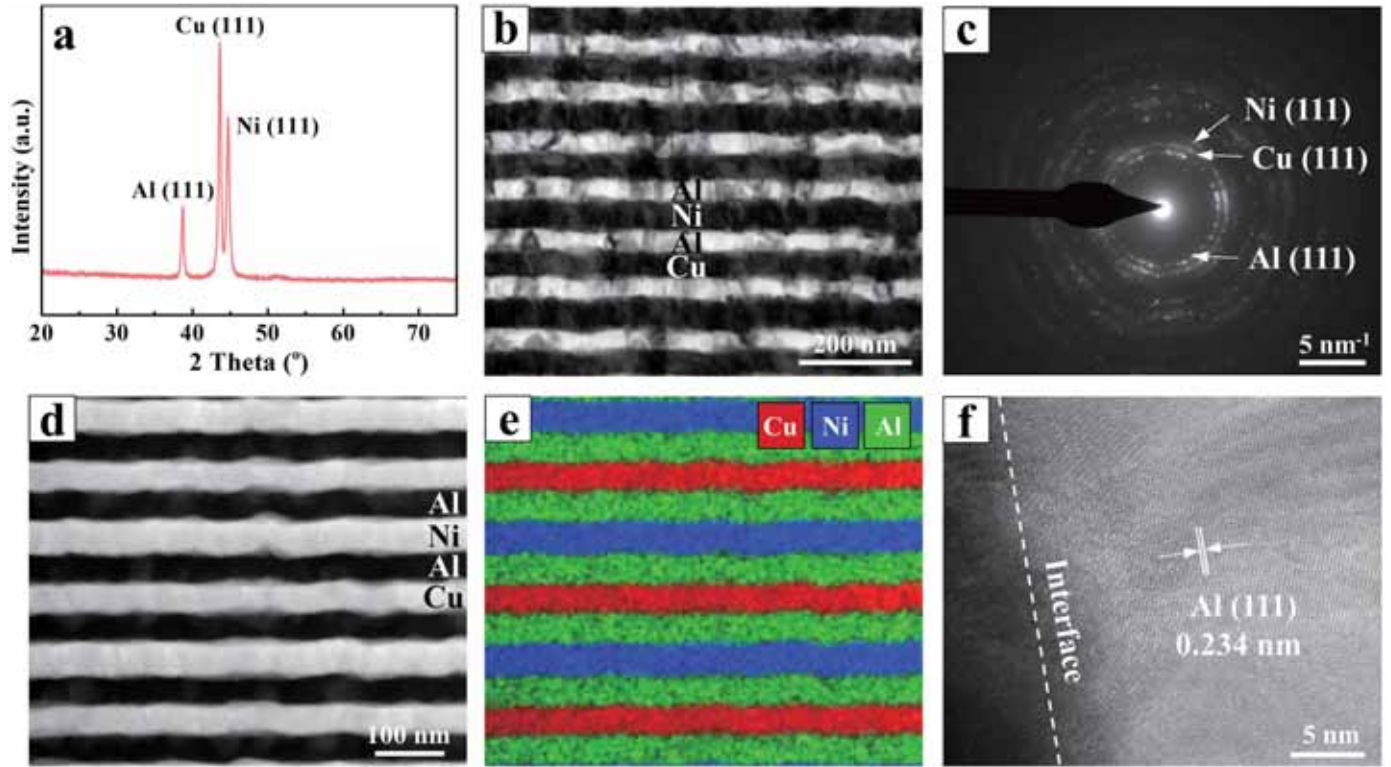 a
Cu (111)
Ni (111)
Al (111)
Intensity (a.u.)
20 30 40 50 60 70
2 Theta (°)
b
Al
Ni
Al
Cu
200 nm
c
Ni (111)
Cu (111)
Al (111)
5 nm⁻¹
d
Al
Ni
Al
Cu
100 nm
e
Cu Ni Al
f
Interface
Al (111)
0.234 nm
5 nm